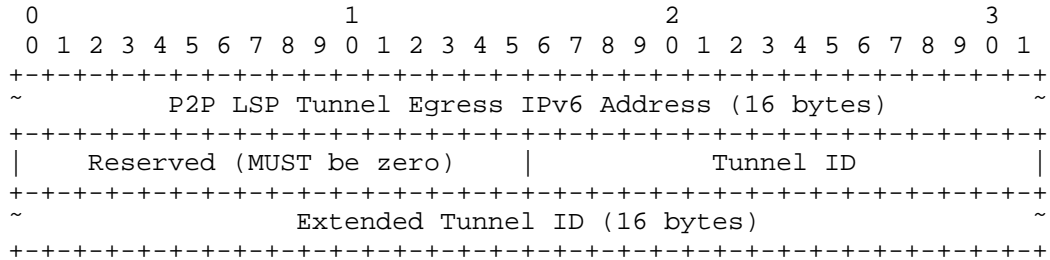 0                   1                   2                   3
 0 1 2 3 4 5 6 7 8 9 0 1 2 3 4 5 6 7 8 9 0 1 2 3 4 5 6 7 8 9 0 1
+-+-+-+-+-+-+-+-+-+-+-+-+-+-+-+-+-+-+-+-+-+-+-+-+-+-+-+-+-+-+-+-+
~         P2P LSP Tunnel Egress IPv6 Address (16 bytes)         ~
+-+-+-+-+-+-+-+-+-+-+-+-+-+-+-+-+-+-+-+-+-+-+-+-+-+-+-+-+-+-+-+-+
|    Reserved (MUST be zero)    |           Tunnel ID           |
+-+-+-+-+-+-+-+-+-+-+-+-+-+-+-+-+-+-+-+-+-+-+-+-+-+-+-+-+-+-+-+-+
~                 Extended Tunnel ID (16 bytes)                 ~
+-+-+-+-+-+-+-+-+-+-+-+-+-+-+-+-+-+-+-+-+-+-+-+-+-+-+-+-+-+-+-+-+